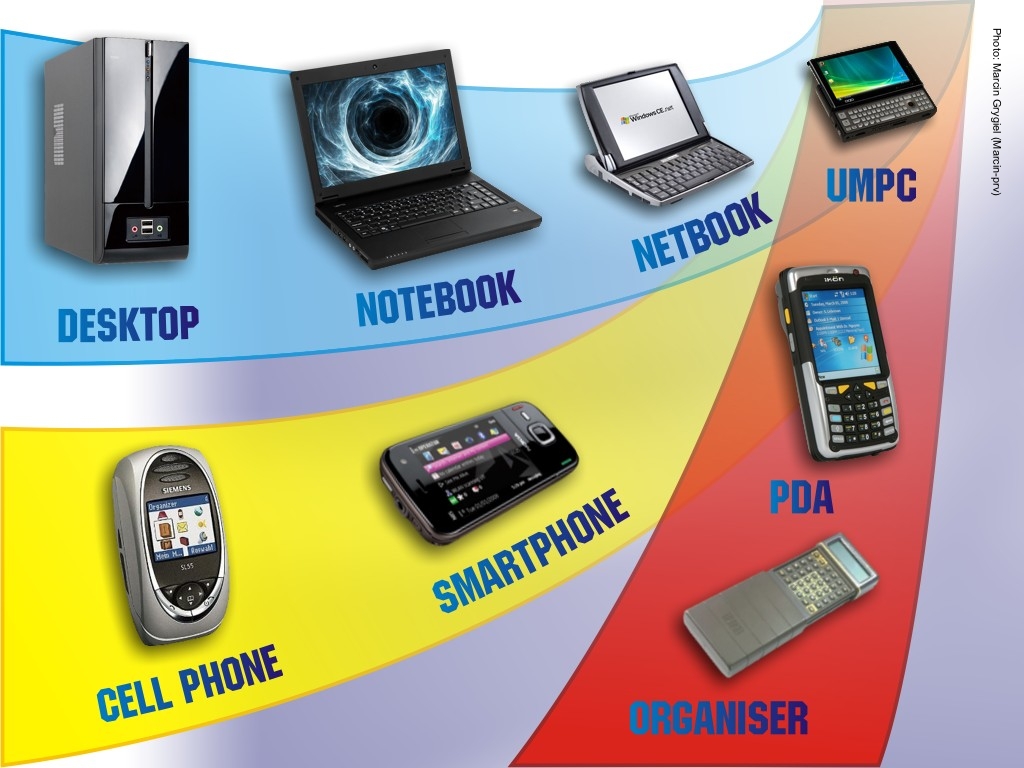 DESKTOP
NOTEBOOK
Windows CE.net
NETBOOK
UMPC
Photo: Marcin Grygiel (Marcin-prv)
SIEMENS
Organizer
SL55
CELL PHONE
SMARTPHONE
iKôn
PDA
ORGANISER